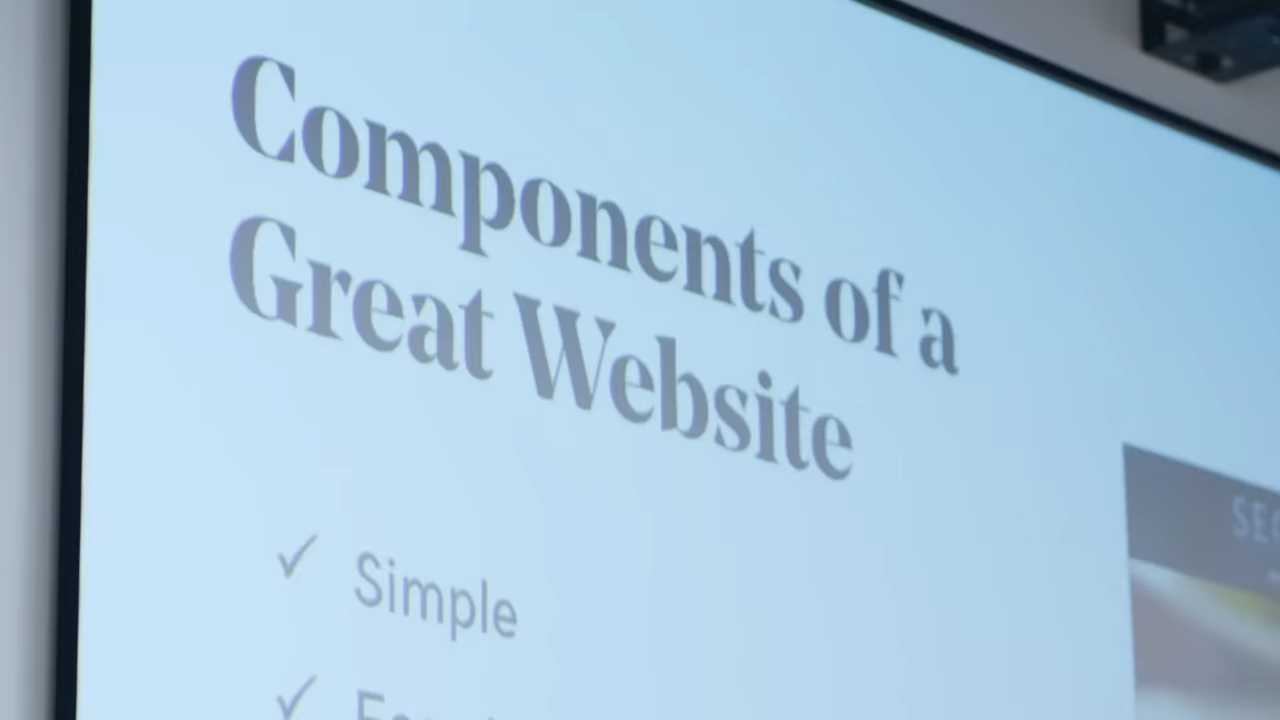 Components of a
Great Website
✓ Simple
✓